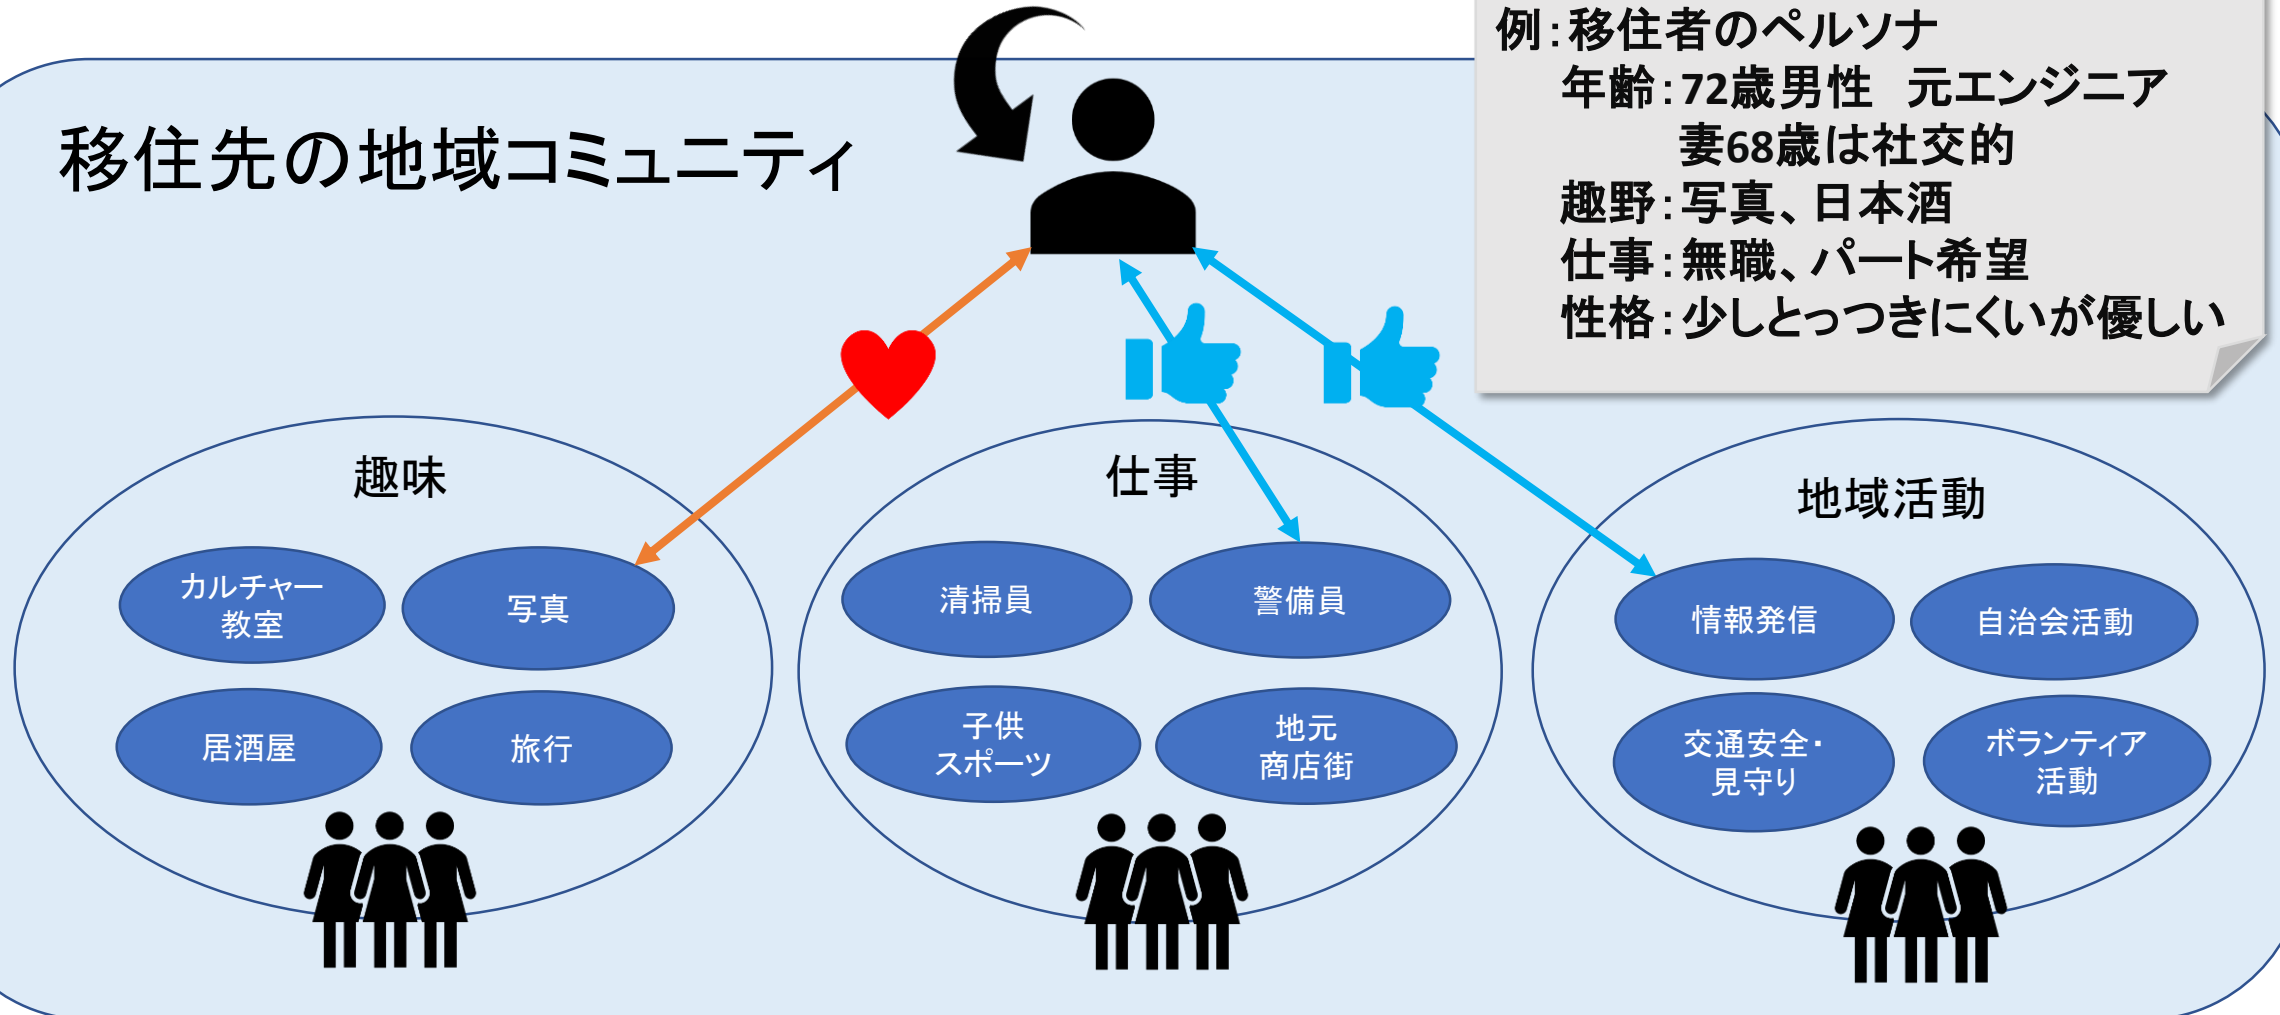 例：移住者のペルソナ
年齢：72歳男性　元エンジニア
妻68歳は社交的
趣野：写真、日本酒
仕事：無職、パート希望
性格：少しとっつきにくいが優しい
移住先の地域コミュニティ
趣味
カルチャー
教室
写真
居酒屋
旅行
仕事
清掃員
警備員
子供
スポーツ
地元
商店街
地域活動
情報発信
自治会活動
交通安全・
見守り
ボランティア
活動